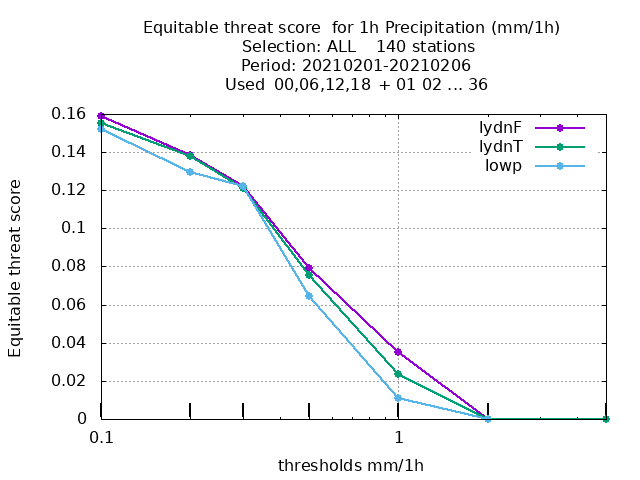 Equitable threat score  for 1h Precipitation (mm/1h)
Selection: ALL    140 stations
Period: 20210201-20210206
Used  00,06,12,18  + 01 02 ... 36
lydnF
lydnT
lowp
Equitable threat score
0.16
0.14
0.12
0.1
0.08
0.06
0.04
0.02
0
0.1
1
thresholds mm/1h